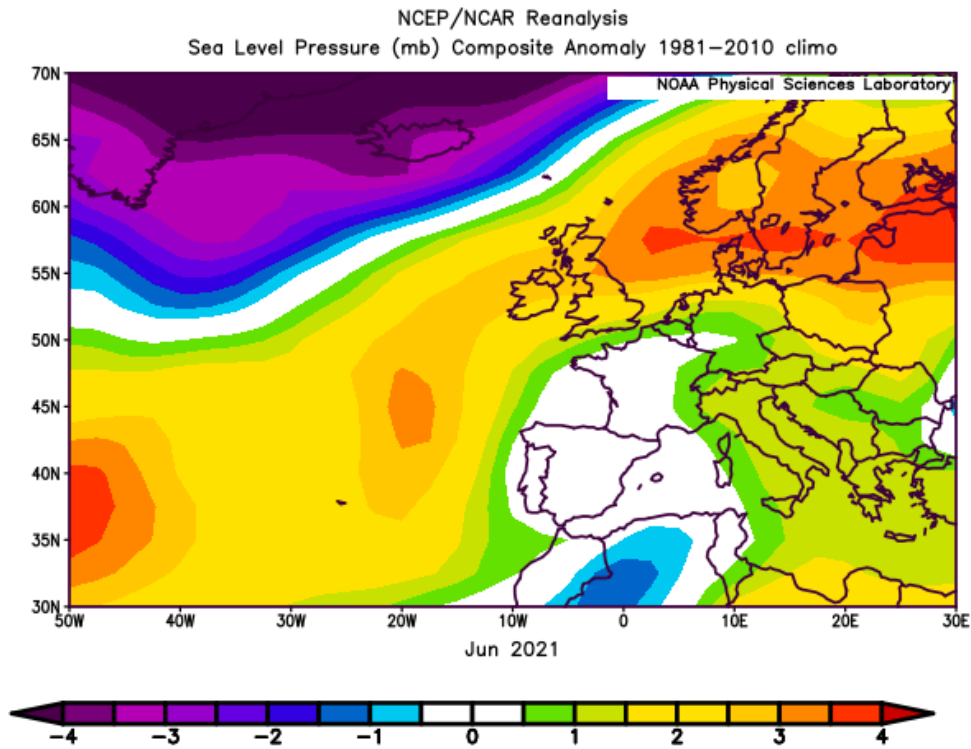 NCEP/NCAR Reanalysis
Sea Level Pressure (mb) Composite Anomaly 1981−2010 climo
NOAA Physical Sciences Laboratory
70N
65N
60N
55N
50N
45N
40N
35N
30N
50W 40W 30W 20W 10W 0 10E 20E 30E
Jun 2021
−4 −3 −2 −1 0 1 2 3 4